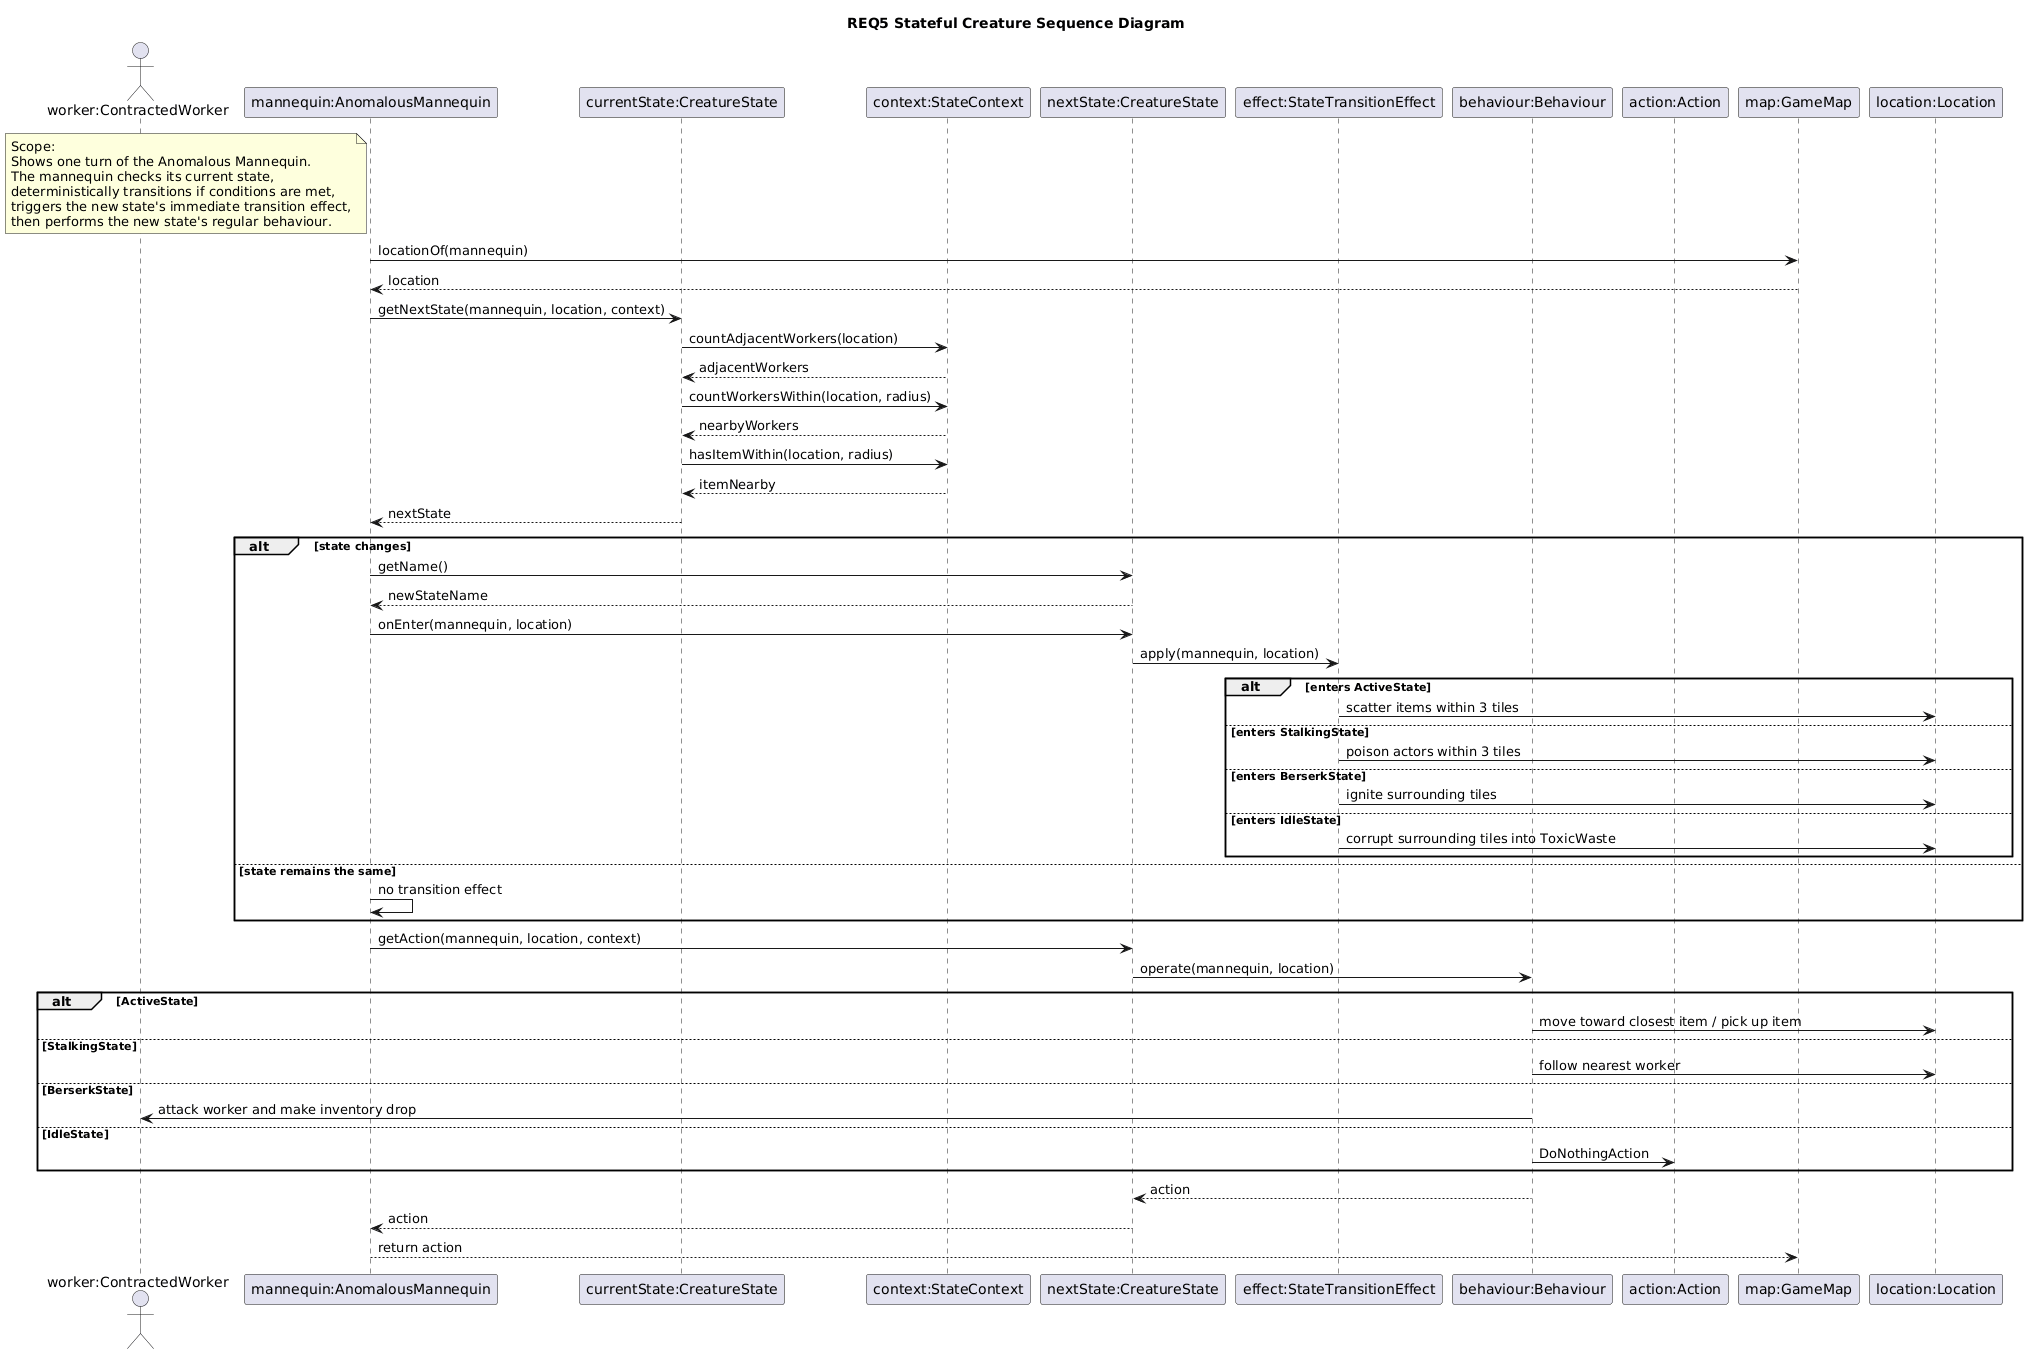 REQ5 Stateful Creature Sequence Diagram
worker:ContractedWorker
mannequin:AnomalousMannequin
currentState:CreatureState
context:StateContext
nextState:CreatureState
effect:StateTransitionEffect
behaviour:Behaviour
action:Action
map:GameMap
location:Location
Scope:
Shows one turn of the Anomalous Mannequin.
The mannequin checks its current state,
deterministically transitions if conditions are met,
triggers the new state's immediate transition effect,
then performs the new state's regular behaviour.
locationOf(mannequin)
location
getNextState(mannequin, location, context)
countAdjacentWorkers(location)
adjacentWorkers
countWorkersWithin(location, radius)
nearbyWorkers
hasItemWithin(location, radius)
itemNearby
nextState
alt [state changes]
getName()
newStateName
onEnter(mannequin, location)
apply(mannequin, location)
alt [enters ActiveState]
scatter items within 3 tiles
[enters StalkingState]
poison actors within 3 tiles
[enters BerserkState]
ignite surrounding tiles
[enters IdleState]
corrupt surrounding tiles into ToxicWaste
[state remains the same]
no transition effect
getAction(mannequin, location, context)
operate(mannequin, location)
alt [ActiveState]
move toward closest item / pick up item
[StalkingState]
follow nearest worker
[BerserkState]
attack worker and make inventory drop
[IdleState]
DoNothingAction
action
action
return action
worker:ContractedWorker
mannequin:AnomalousMannequin
currentState:CreatureState
context:StateContext
nextState:CreatureState
effect:StateTransitionEffect
behaviour:Behaviour
action:Action
map:GameMap
location:Location